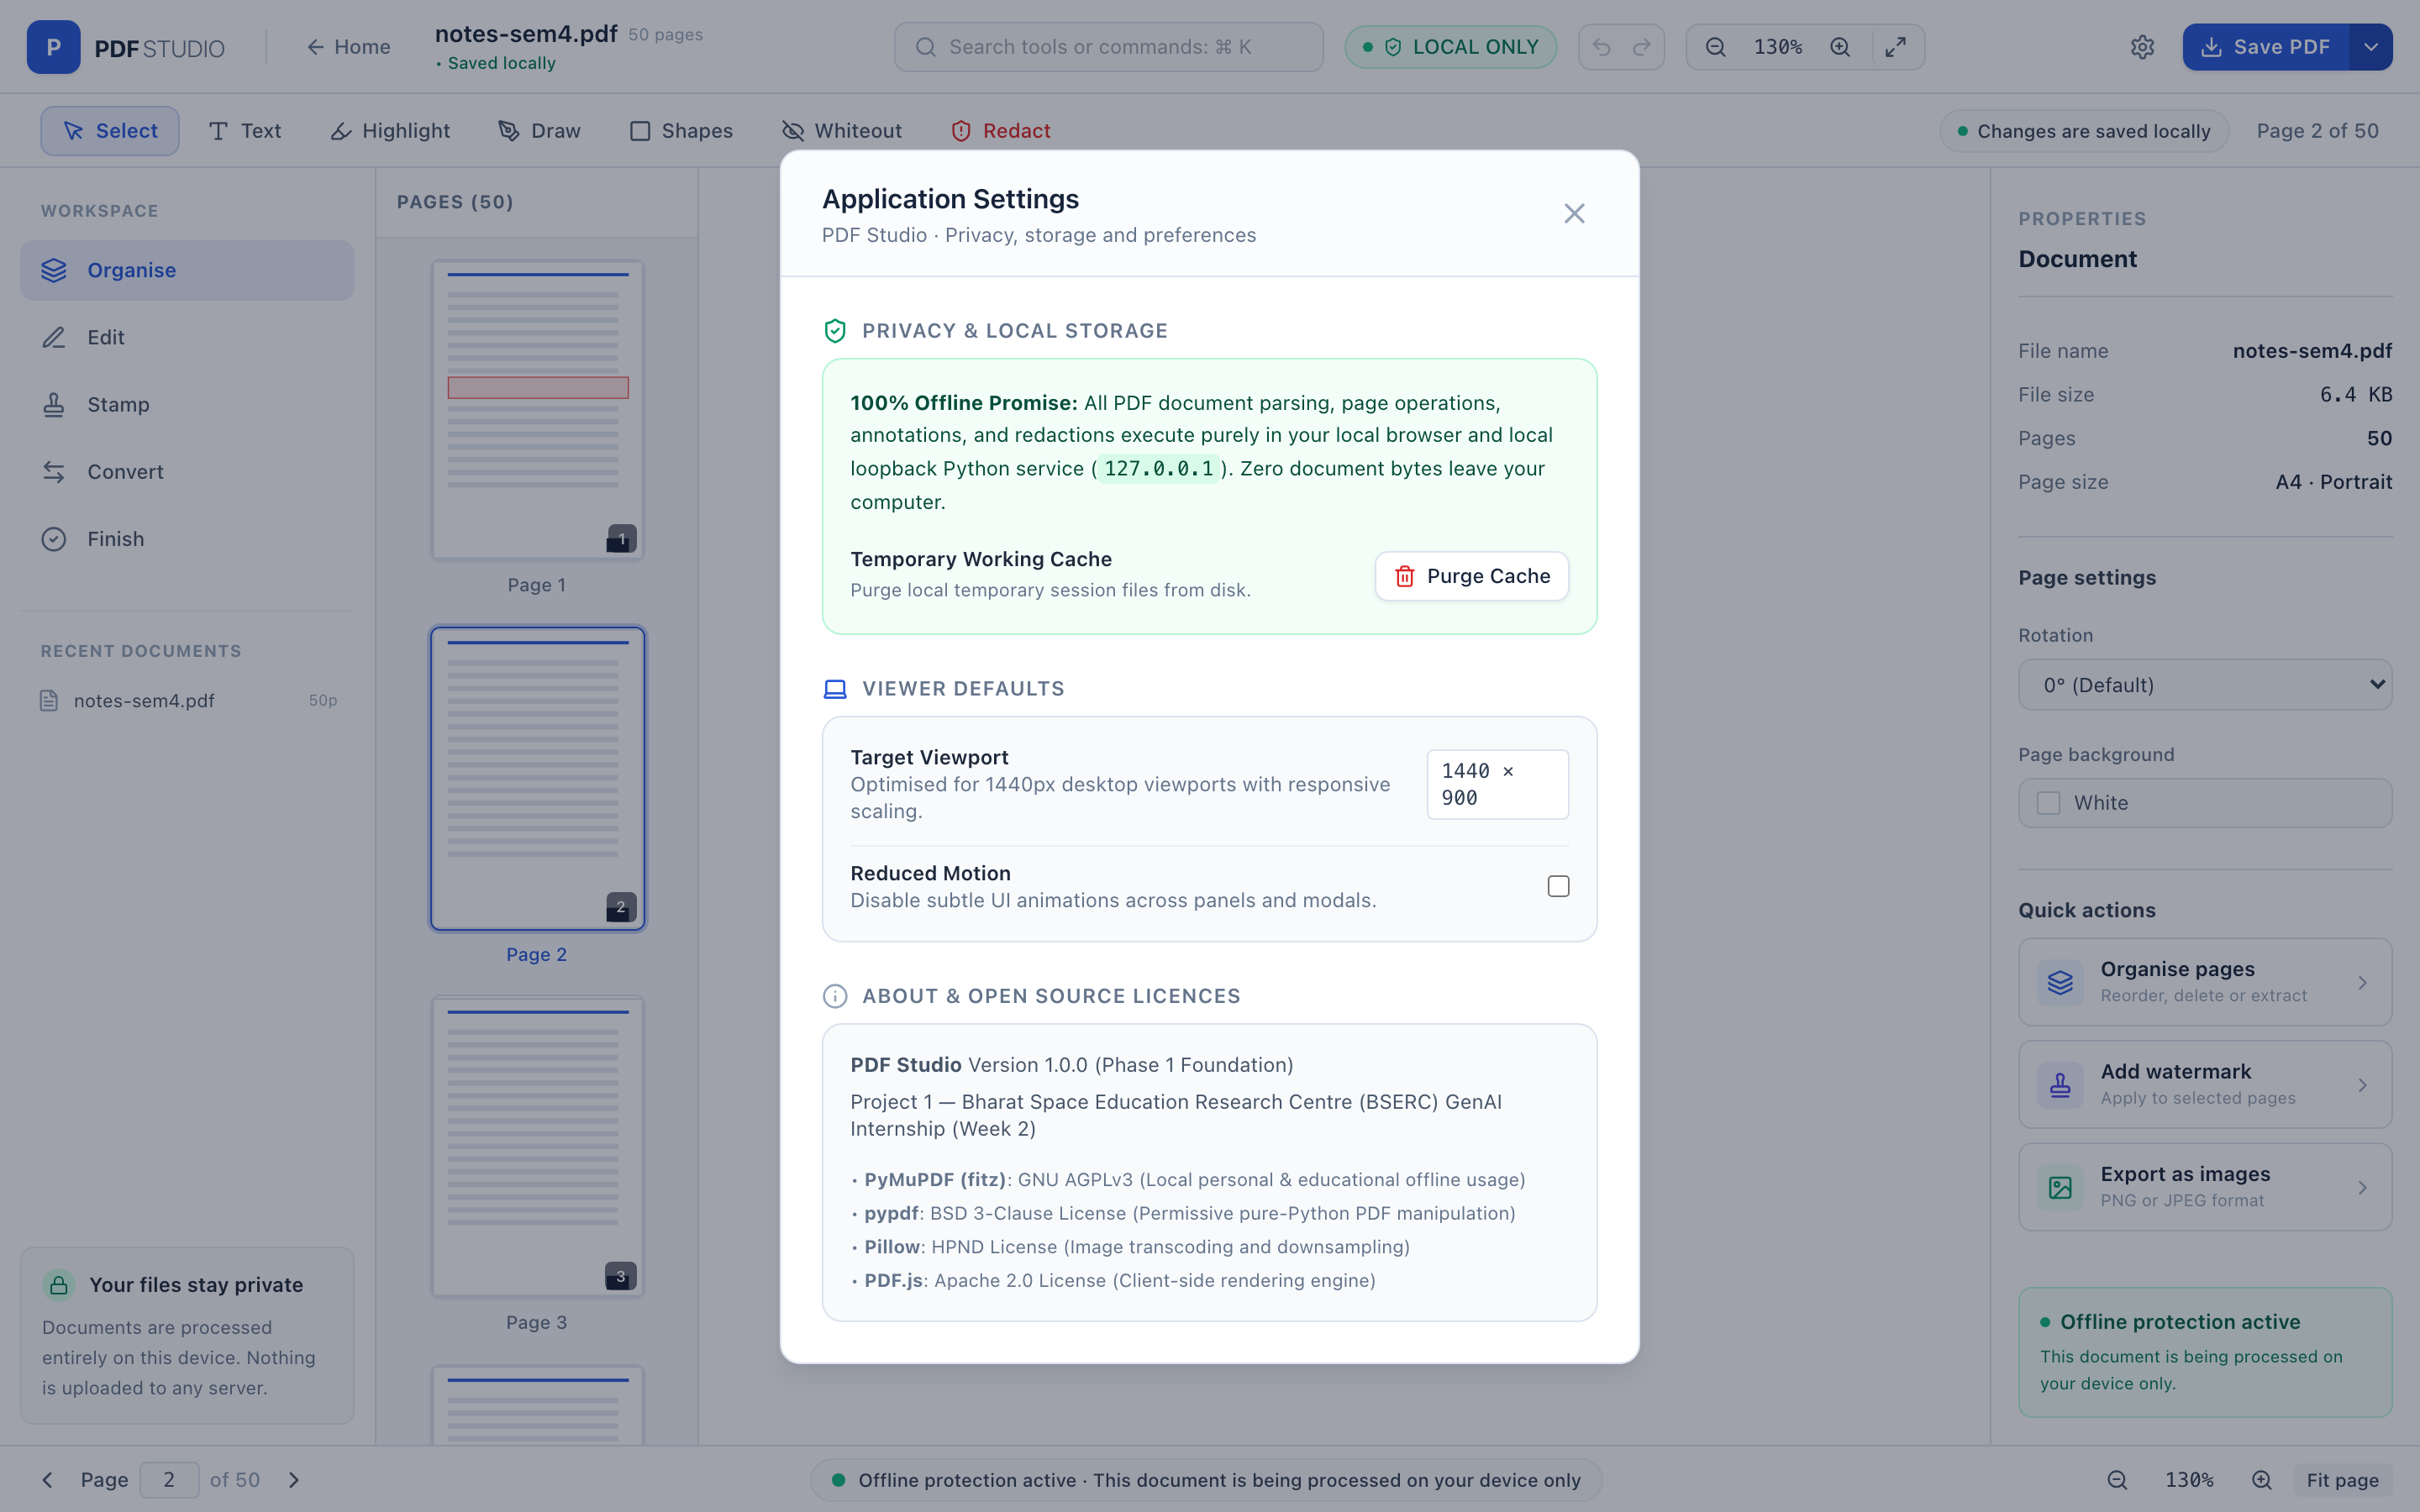 P PDF STUDIO
Home
notes-sem4.pdf 50 pages
• Saved locally
Search tools or commands: ⌘ K
LOCAL ONLY
130%
Save PDF
Select
Text
Highlight
Draw
Shapes
Whiteout
Redact
Changes are saved locally
Page 2 of 50
WORKSPACE
Organise
Edit
Stamp
Convert
Finish
RECENT DOCUMENTS
notes-sem4.pdf 50p
Your files stay private
Documents are processed
entirely on this device. Nothing
is uploaded to any server.
PAGES (50)
1
Page 1
2
Page 2
3
Page 3
Application Settings
PDF Studio · Privacy, storage and preferences
PRIVACY & LOCAL STORAGE
100% Offline Promise: All PDF document parsing, page operations,
annotations, and redactions execute purely in your local browser and local
loopback Python service (127.0.0.1). Zero document bytes leave your
computer.
Temporary Working Cache
Purge local temporary session files from disk.
Purge Cache
VIEWER DEFAULTS
Target Viewport
Optimised for 1440px desktop viewports with responsive
scaling.
1440 ×
900
Reduced Motion
Disable subtle UI animations across panels and modals.
ABOUT & OPEN SOURCE LICENCES
PDF Studio Version 1.0.0 (Phase 1 Foundation)
Project 1 — Bharat Space Education Research Centre (BSERC) GenAI
Internship (Week 2)
• PyMuPDF (fitz): GNU AGPLv3 (Local personal & educational offline usage)
• pypdf: BSD 3-Clause License (Permissive pure-Python PDF manipulation)
• Pillow: HPND License (Image transcoding and downsampling)
• PDF.js: Apache 2.0 License (Client-side rendering engine)
PROPERTIES
Document
File name notes-sem4.pdf
File size 6.4 KB
Pages 50
Page size A4 · Portrait
Page settings
Rotation
0° (Default)
Page background
White
Quick actions
Organise pages
Reorder, delete or extract
Add watermark
Apply to selected pages
Export as images
PNG or JPEG format
Offline protection active
This document is being processed on
your device only.
Page 2 of 50
Offline protection active · This document is being processed on your device only
130%
Fit page